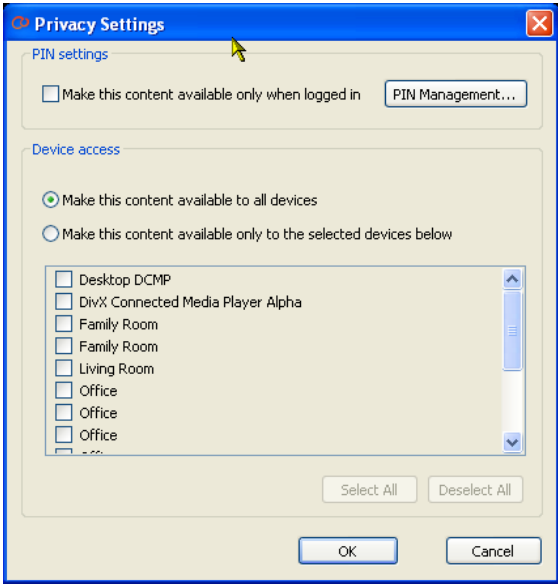 Privacy Settings
PIN settings
Make this content available only when logged in
PIN Management...
Device access
Make this content available to all devices
Make this content available only to the selected devices below
Desktop DCMP
DivX Connected Media Player Alpha
Family Room
Family Room
Living Room
Office
Office
Office
Select All
Deselect All
OK
Cancel